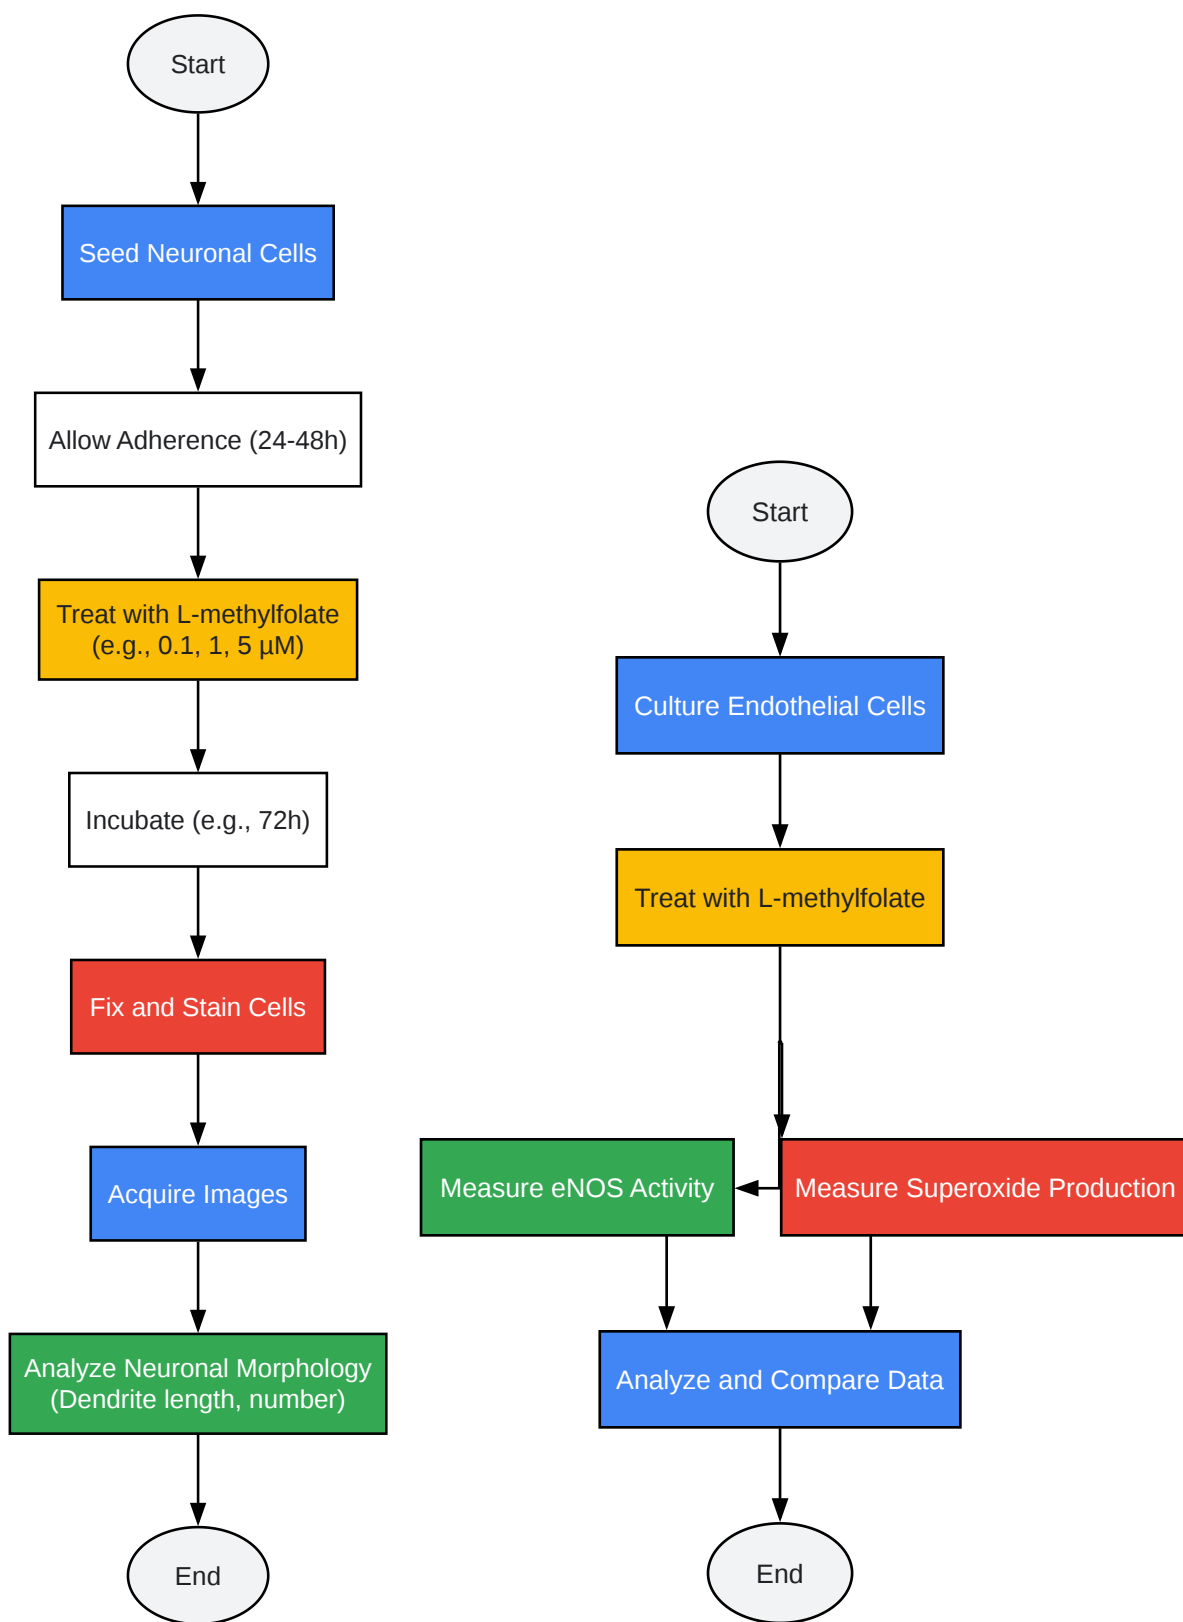 Start
Seed Neuronal Cells
Allow Adherence (24-48h)
Treat with L-methylfolate
(e.g., 0.1, 1, 5 µM)
Incubate (e.g., 72h)
Fix and Stain Cells
Acquire Images
Analyze Neuronal Morphology
(Dendrite length, number)
End
Start
Culture Endothelial Cells
Treat with L-methylfolate
Measure eNOS Activity
Measure Superoxide Production
Analyze and Compare Data
End